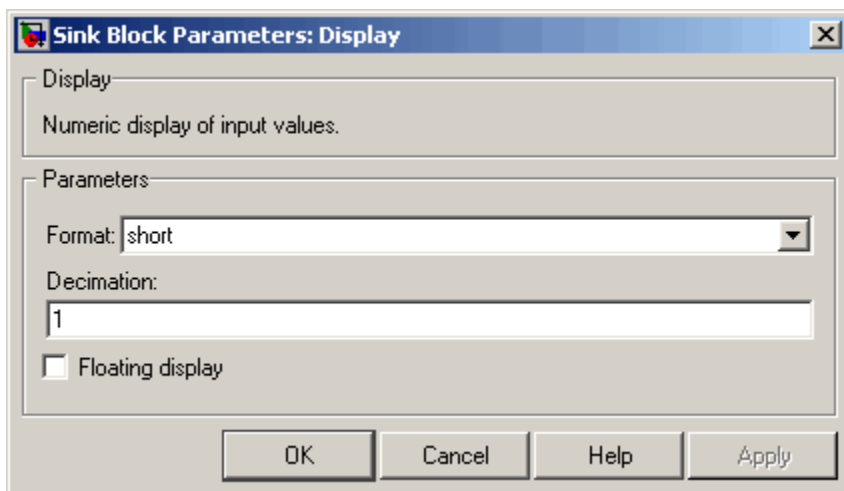 Sink Block Parameters: Display
Display
Numeric display of input values.
Parameters
Format: short
Decimation:
1
Floating display
OK Cancel Help Apply